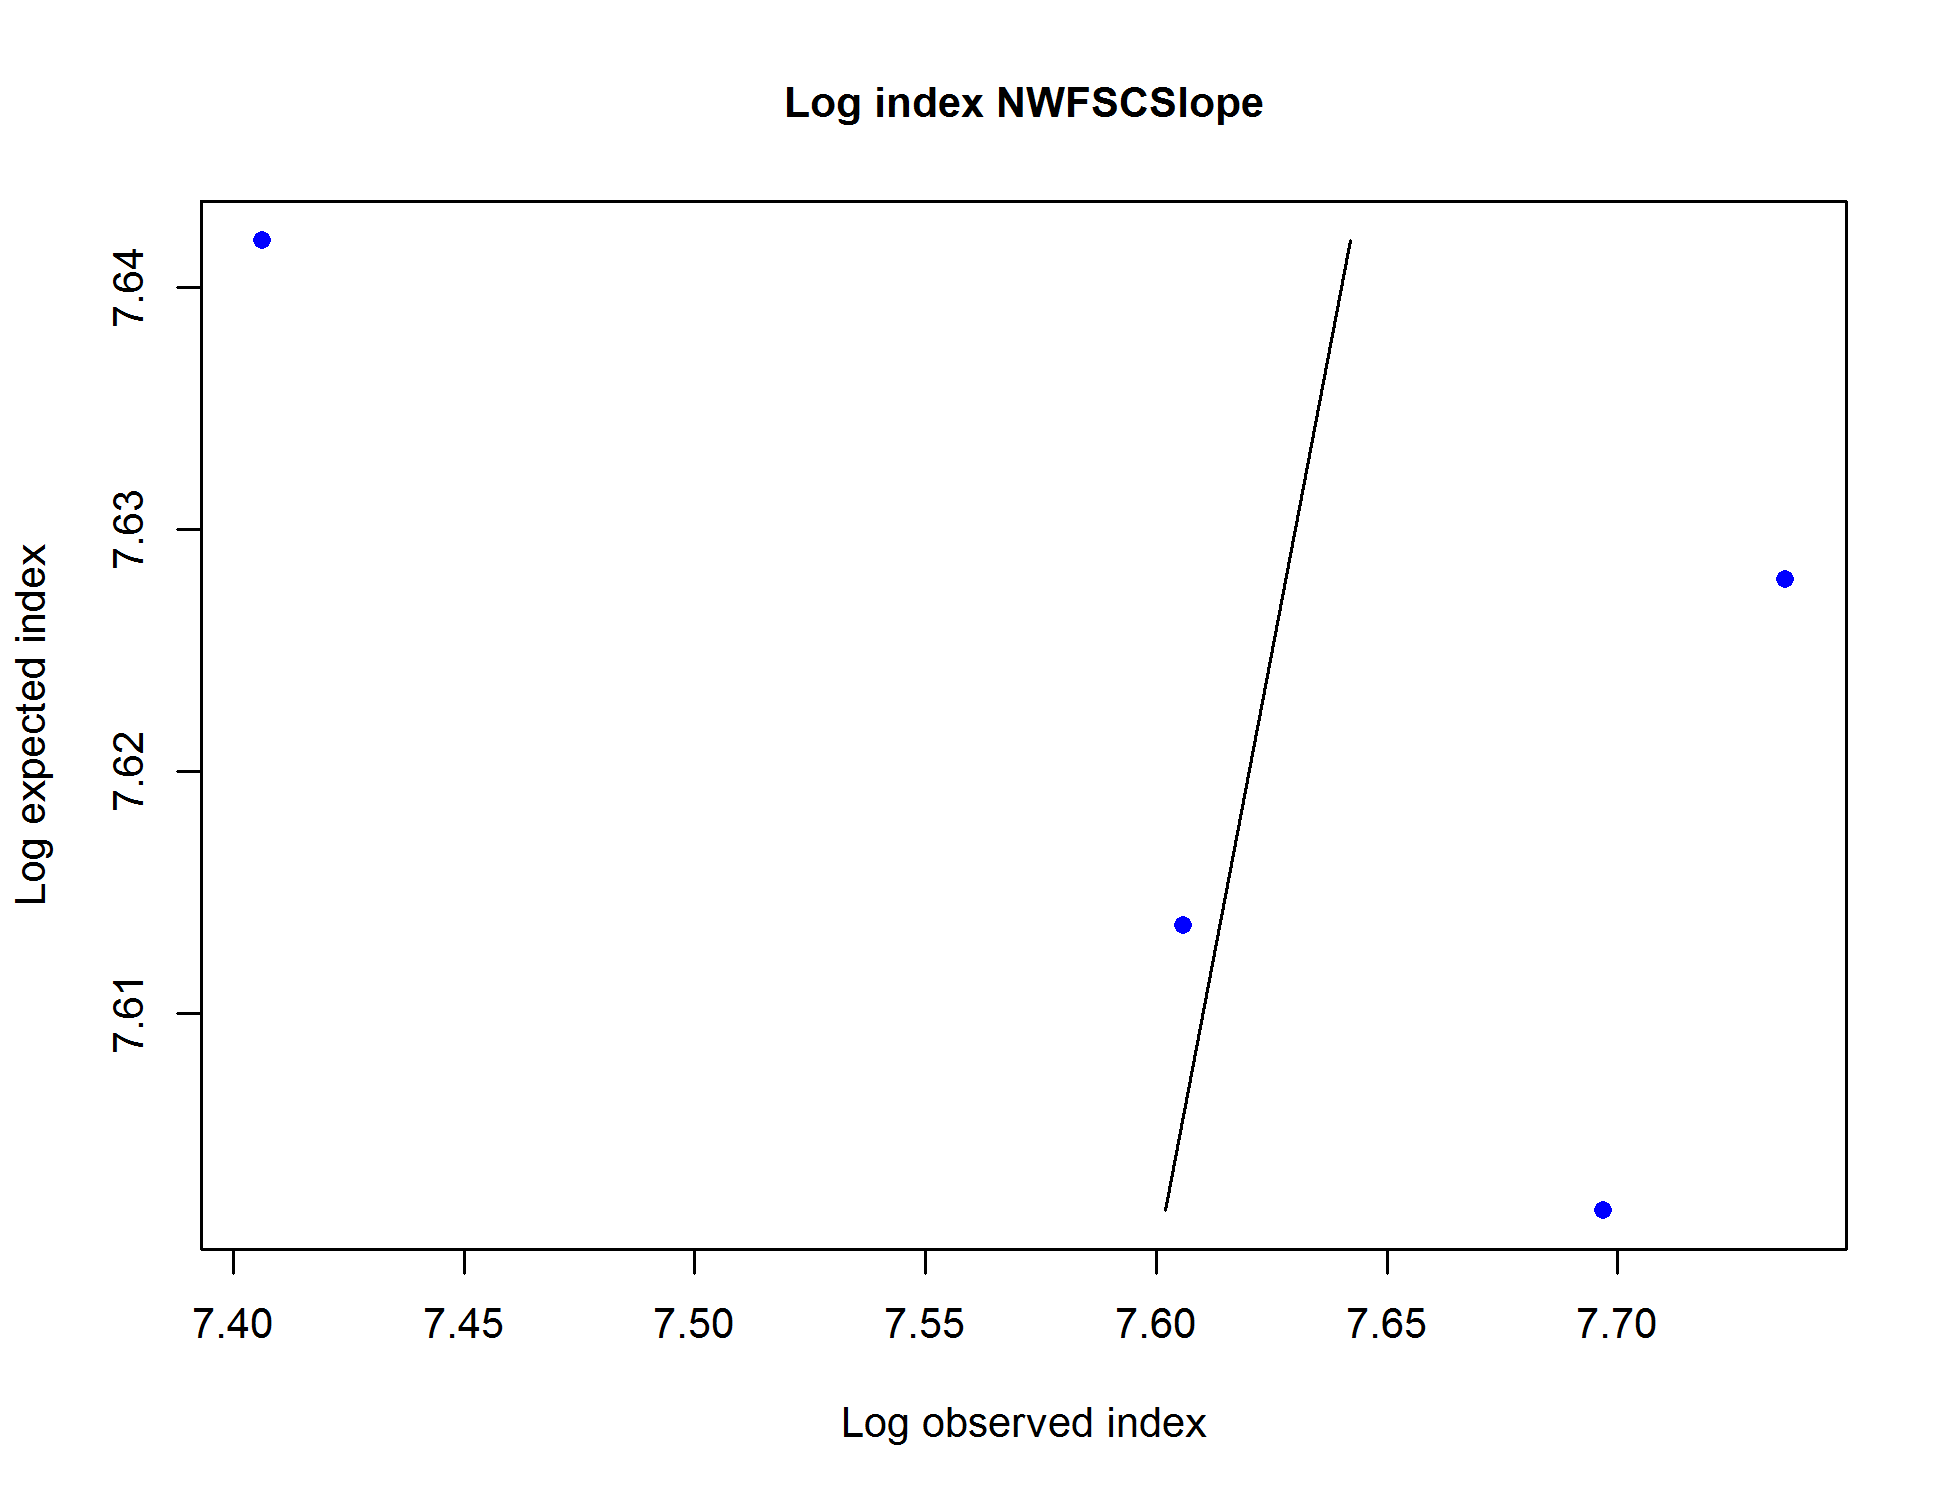 Log index NWFSCSlope
Log expected index
7.64
7.63
7.62
7.61
7.40 7.45 7.50 7.55 7.60 7.65 7.70
Log observed index